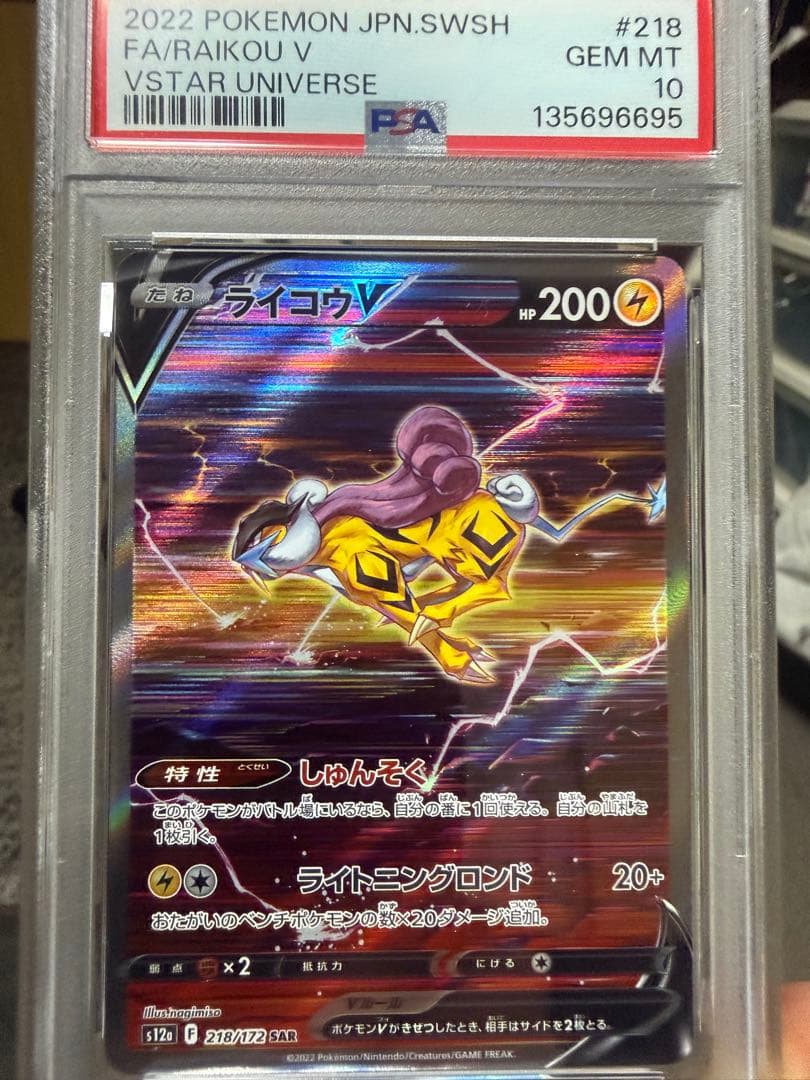 2022 POKEMON JPN.SWSH #218
FA/RAIKOU V GEM MT
VSTAR UNIVERSE 10
PSA 135696695
たね ライコウV HP 200
特性 とくせい しゅんそく
このポケモンがバトル場にいるなら、自分の番に1回使える。自分の山札を
1枚引く。
ライトニングロンド 20+
おたがいのベンチポケモンの数×20ダメージ追加。
弱点 ×2 抵抗力 にげる
Vルール
ポケモンVがきぜつしたとき、相手はサイドを2枚とる。
Illus.nagimiso
s12a F 218/172 SAR
©2022 Pokémon/Nintendo/Creatures/GAME FREAK.